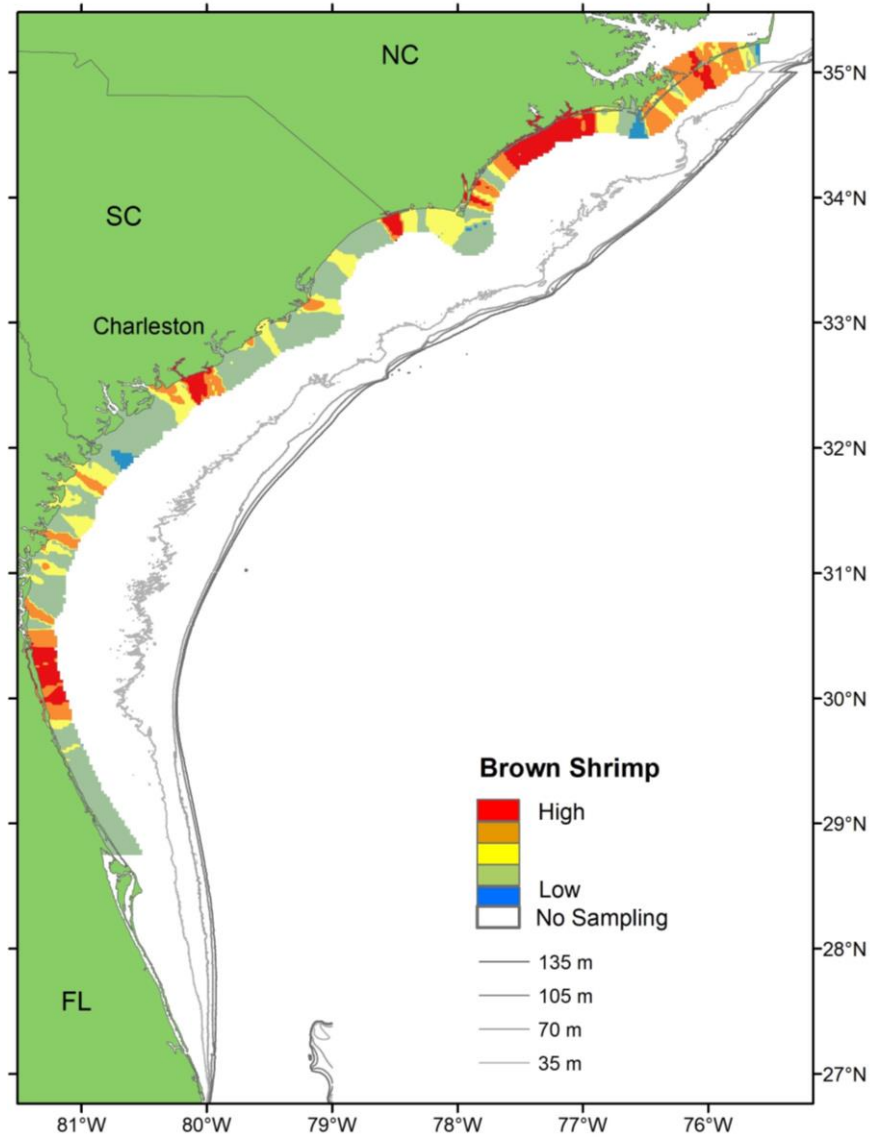 NC
35°N
34°N
SC
33°N
Charleston
32°N
31°N
30°N
Brown Shrimp
High
29°N
Low
No Sampling
135 m
28°N
105 m
FL
70 m
35 m
27°N
81°W 80°W 79°W 78°W 77°W 76°W